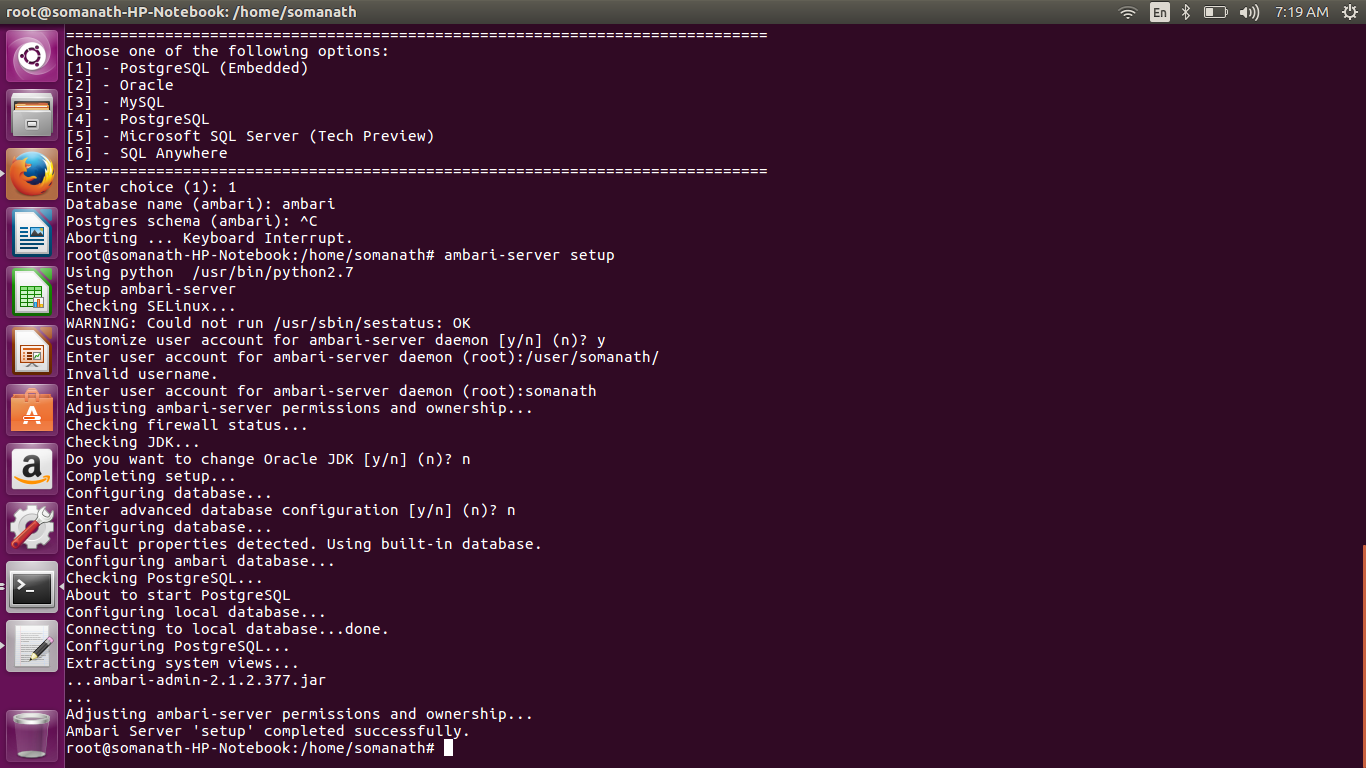 root@somanath-HP-Notebook: /home/somanath
En
7:19 AM
==============================================================================
Choose one of the following options:
[1] - PostgreSQL (Embedded)
[2] - Oracle
[3] - MySQL
[4] - PostgreSQL
[5] - Microsoft SQL Server (Tech Preview)
[6] - SQL Anywhere
==============================================================================
Enter choice (1): 1
Database name (ambari): ambari
Postgres schema (ambari): ^C
Aborting ... Keyboard Interrupt.
root@somanath-HP-Notebook:/home/somanath# ambari-server setup
Using python  /usr/bin/python2.7
Setup ambari-server
Checking SELinux...
WARNING: Could not run /usr/sbin/sestatus: OK
Customize user account for ambari-server daemon [y/n] (n)? y
Enter user account for ambari-server daemon (root):/user/somanath/
Invalid username.
Enter user account for ambari-server daemon (root):somanath
Adjusting ambari-server permissions and ownership...
Checking firewall status...
Checking JDK...
Do you want to change Oracle JDK [y/n] (n)? n
Completing setup...
Configuring database...
Enter advanced database configuration [y/n] (n)? n
Configuring database...
Default properties detected. Using built-in database.
Configuring ambari database...
Checking PostgreSQL...
About to start PostgreSQL
Configuring local database...
Connecting to local database...done.
Configuring PostgreSQL...
Extracting system views...
...ambari-admin-2.1.2.377.jar
...
Adjusting ambari-server permissions and ownership...
Ambari Server 'setup' completed successfully.
root@somanath-HP-Notebook:/home/somanath#